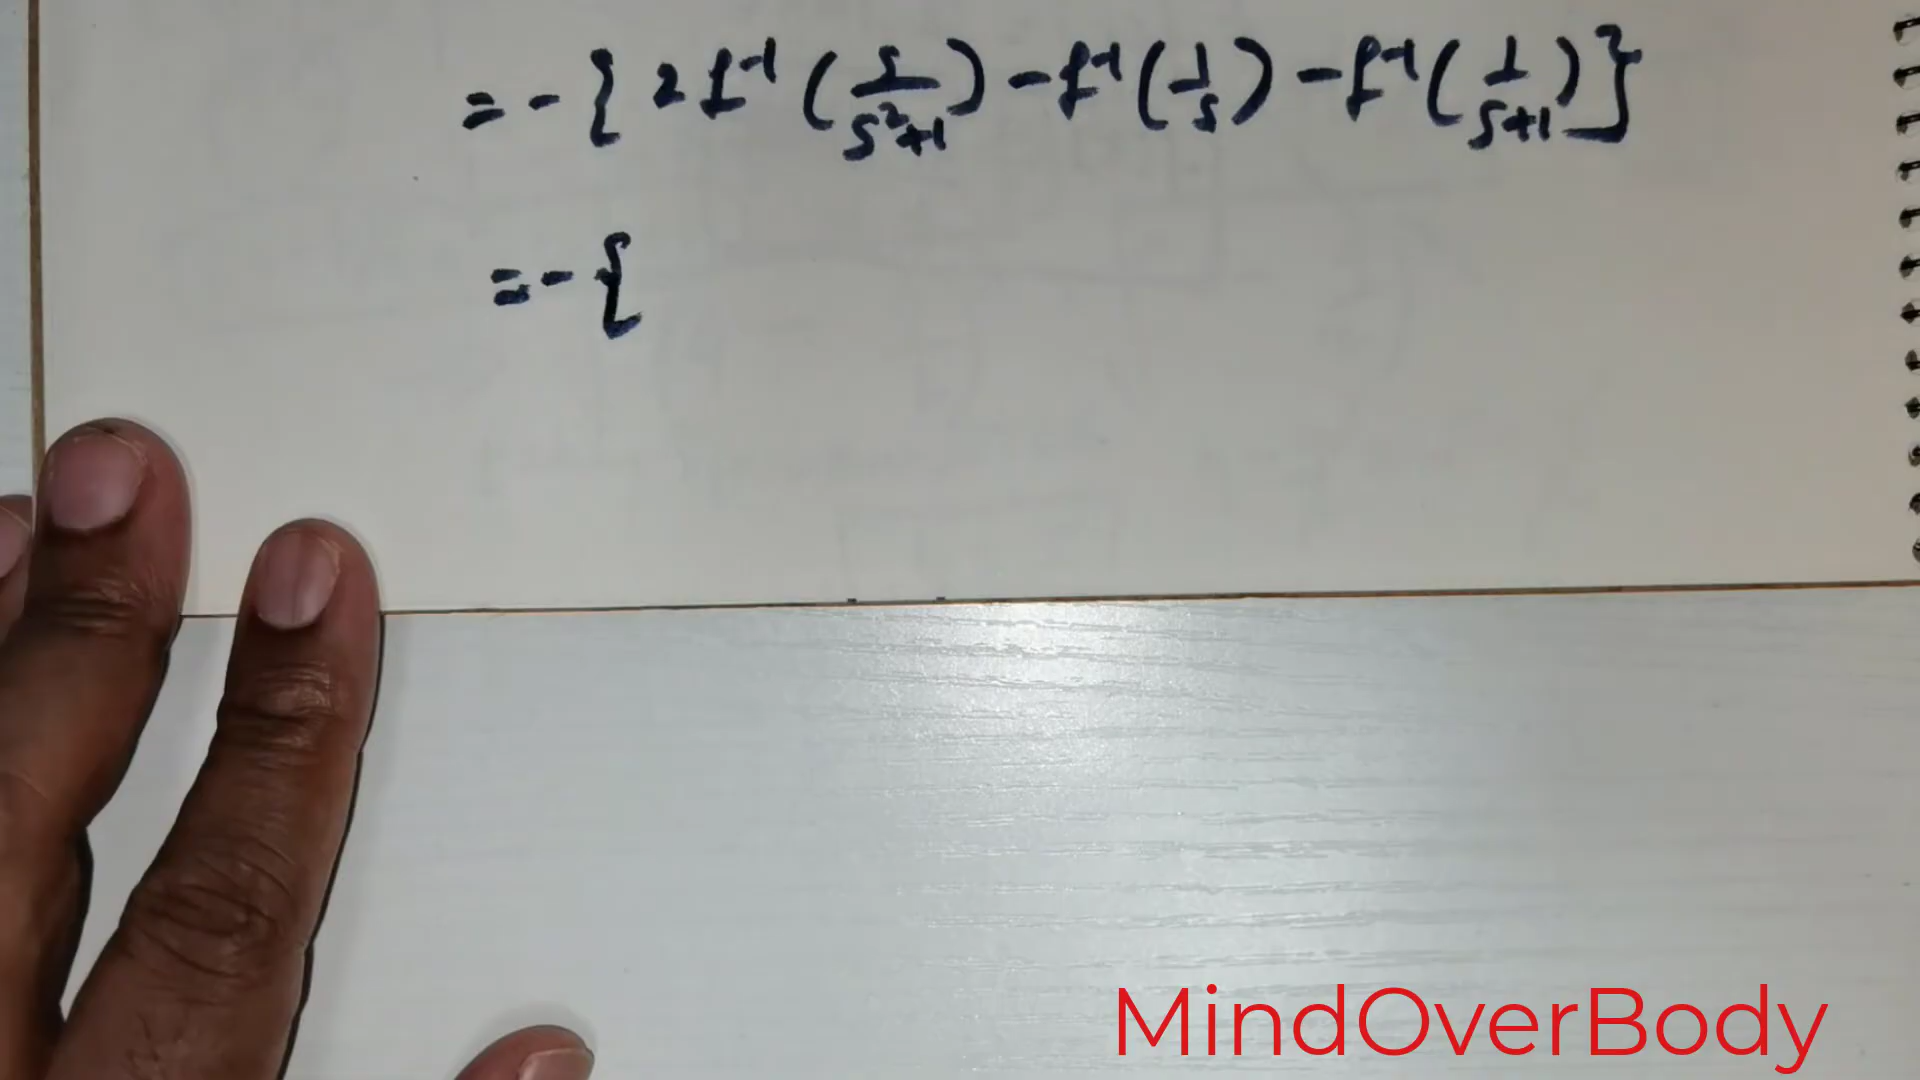 = - { 2 ℒ⁻¹ ( s/(s²+1) ) - ℒ⁻¹ ( 1/s ) - ℒ⁻¹ ( 1/(s+1) ) }
= - {
MindOverBody